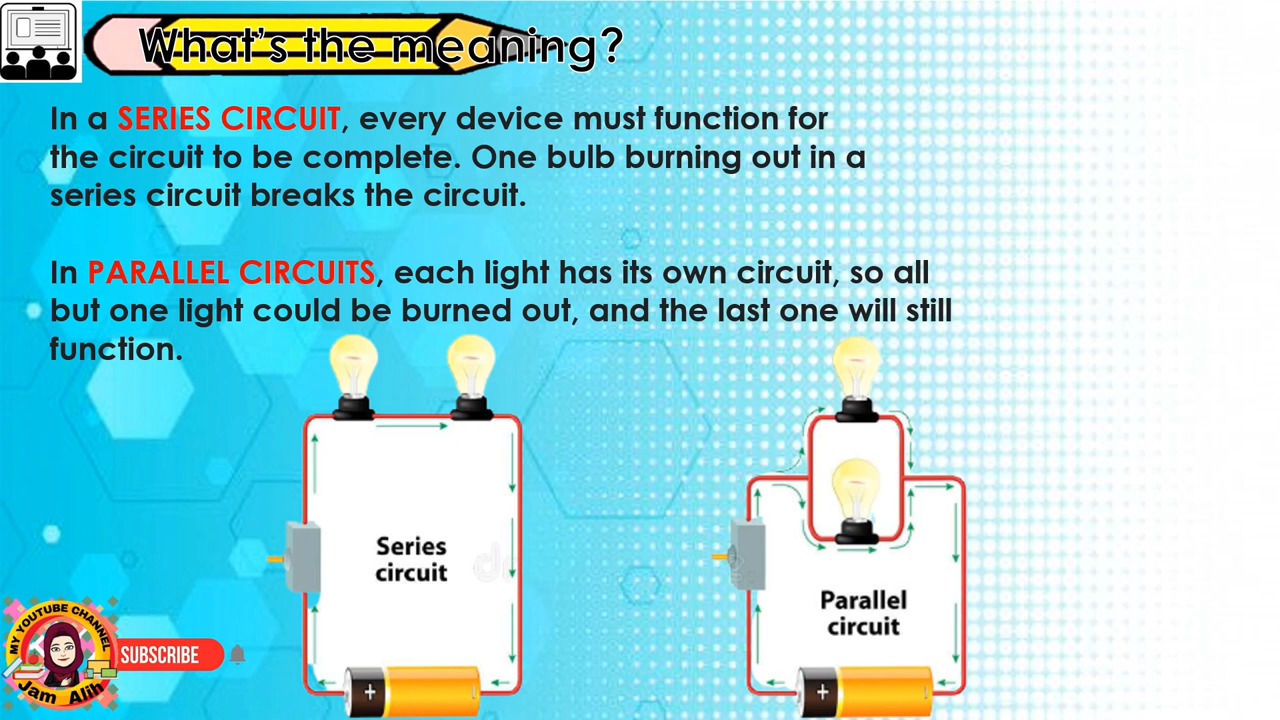 What's the meaning?
In a SERIES CIRCUIT, every device must function for
the circuit to be complete. One bulb burning out in a
series circuit breaks the circuit.
In PARALLEL CIRCUITS, each light has its own circuit, so all
but one light could be burned out, and the last one will still
function.
Series
circuit
+
-
Parallel
circuit
+
MY YOUTUBE CHANNEL
Jam Alih
SUBSCRIBE